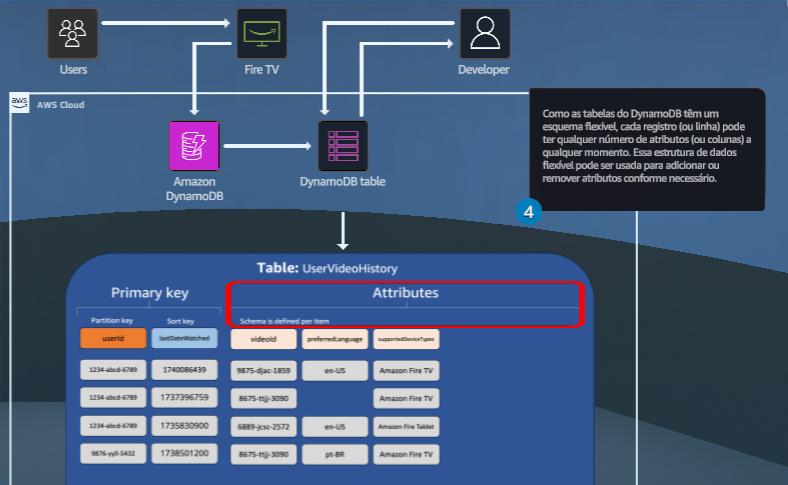 Users
Fire TV
Developer
aws
AWS Cloud
Como as tabelas do DynamoDB têm um
esquema flexível, cada registro (ou linha) pode
ter qualquer número de atributos (ou colunas) a
qualquer momento. Essa estrutura de dados
flexível pode ser usada para adicionar ou
remover atributos conforme necessário.
4
Amazon
DynamoDB
DynamoDB table
Table: UserVideoHistory
Primary key
Attributes
Partition key
Sort key
Schema is defined per item
userId
lastDateWatched
videoId
preferredLanguage
supportedDeviceTypes
1234-abcd-6789
1740086439
9875-djac-1859
en-US
Amazon Fire TV
1234-abcd-6789
1737396759
8675-ttjj-3090
Amazon Fire TV
1234-abcd-6789
1735830900
6889-jcsc-2572
en-US
Amazon Fire Tablet
9876-yyll-5432
1738501200
8675-ttjj-3090
pt-BR
Amazon Fire TV